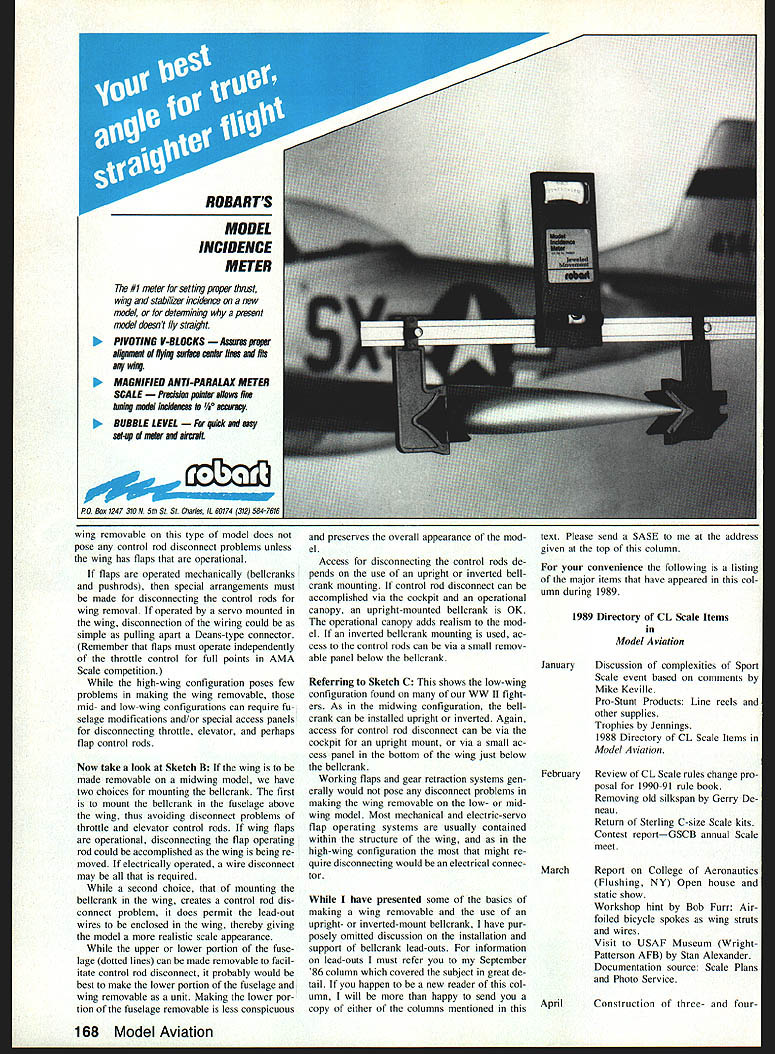 Your best
angle for truer,
straighter flight
ROBART'S
MODEL
INCIDENCE
METER
The #1 meter for setting proper thrust,
wing and stabilizer incidence on a new
model, or for determining why a present
model doesn't fly straight.
PIVOTING V-BLOCKS — Assures proper
alignment of flying surface center lines and fits
any wing.
MAGNIFIED ANTI-PARALAX METER
SCALE — Precision pointer allows fine
tuning model incidences to
accuracy.
BUBBLE LEVEL — For quick and easy
set-up of meter and aircraft.
robart
P.O. Box 1247 310 N. 5th St. St. Charles, IL 60174 (312) 584-7616
Model
Incidence
Meter
Jeweled
Movement
robart
SX
wing removable on this type of model does not
pose any control rod disconnect problems unless
the wing has flaps that are operational.
If flaps are operated mechanically (bellcranks
and pushrods), then special arrangements must
be made for disconnecting the control rods for
wing removal. If operated by a servo mounted in
the wing, disconnection of the wiring could be as
simple as pulling apart a Deans-type connector.
(Remember that flaps must operate independently
of the throttle control for full points in AMA
Scale competition.)
While the high-wing configuration poses few
problems in making the wing removable, those
mid- and low-wing configurations can require fu-
selage modifications and/or special access panels
for disconnecting throttle, elevator, and perhaps
flap control rods.
Now take a look at Sketch B: If the wing is to be
made removable on a midwing model, we have
two choices for mounting the bellcrank. The first
is to mount the bellcrank in the fuselage above
the wing, thus avoiding disconnect problems of
throttle and elevator control rods. If wing flaps
are operational, disconnecting the flap operating
rod could be accomplished as the wing is being re-
moved. If electrically operated, a wire disconnect
may be all that is required.
While a second choice, that of mounting the
bellcrank in the wing, creates a control rod dis-
connect problem, it does permit the lead-out
wires to be enclosed in the wing, thereby giving
the model a more realistic scale appearance.
While the upper or lower portion of the fuse-
lage (dotted lines) can be made removable to facil-
itate control rod disconnect, it probably would be
best to make the lower portion of the fuselage and
wing removable as a unit. Making the lower por-
tion of the fuselage removable is less conspicuous
and preserves the overall appearance of the mod-
el.
Access for disconnecting the control rods de-
pends on the use of an upright or inverted bell-
crank mounting. If control rod disconnect can be
accomplished via the cockpit and an operational
canopy, an upright-mounted bellcrank is OK.
The operational canopy adds realism to the mod-
el. If an inverted bellcrank mounting is used, ac-
cess to the control rods can be via a small remov-
able panel below the bellcrank.
Referring to Sketch C: This shows the low-wing
configuration found on many of our WW II fight-
ers. As in the midwing configuration, the bell-
crank can be installed upright or inverted. Again,
access for control rod disconnect can be via the
cockpit for an upright mount, or via a small ac-
cess panel in the bottom of the wing just below
the bellcrank.
Working flaps and gear retraction systems gen-
erally would not pose any disconnect problems in
making the wing removable on the low- or mid-
wing model. Most mechanical and electric-servo
flap operating systems are usually contained
within the structure of the wing, and as in the
high-wing configuration the most that might re-
quire disconnecting would be an electrical connec-
tor.
While I have presented some of the basics of
making a wing removable and the use of an
upright- or inverted-mount bellcrank, I have pur-
posely omitted discussion on the installation and
support of bellcrank lead-outs. For information
on lead-outs I must refer you to my September
'86 column which covered the subject in great de-
tail. If you happen to be a new reader of this col-
umn, I will be more than happy to send you a
copy of either of the columns mentioned in this
text. Please send a SASE to me at the address
given at the top of this column.
For your convenience the following is a listing
of the major items that have appeared in this col-
umn during 1989.
1989 Directory of CL Scale Items
in
Model Aviation
January Discussion of complexities of Sport
Scale event based on comments by
Mike Keville.
Pro-Stunt Products: Line reels and
other supplies.
Trophies by Jennings.
1988 Directory of CL Scale Items in
Model Aviation.
February Review of CL Scale rules change pro-
posal for 1990-91 rule book.
Removing old silkspan by Gerry De-
neau.
Return of Sterling C-size Scale kits.
Contest report—GSCB annual Scale
meet.
March Report on College of Aeronautics
(Flushing, NY) Open house and
static show.
Workshop hint by Bob Furr: Air-
foiled bicycle spokes as wing struts
and wires.
Visit to USAF Museum (Wright-
Patterson AFB) by Stan Alexander.
Documentation source: Scale Plans
and Photo Service.
April Construction of three- and four-
168 Model Aviation